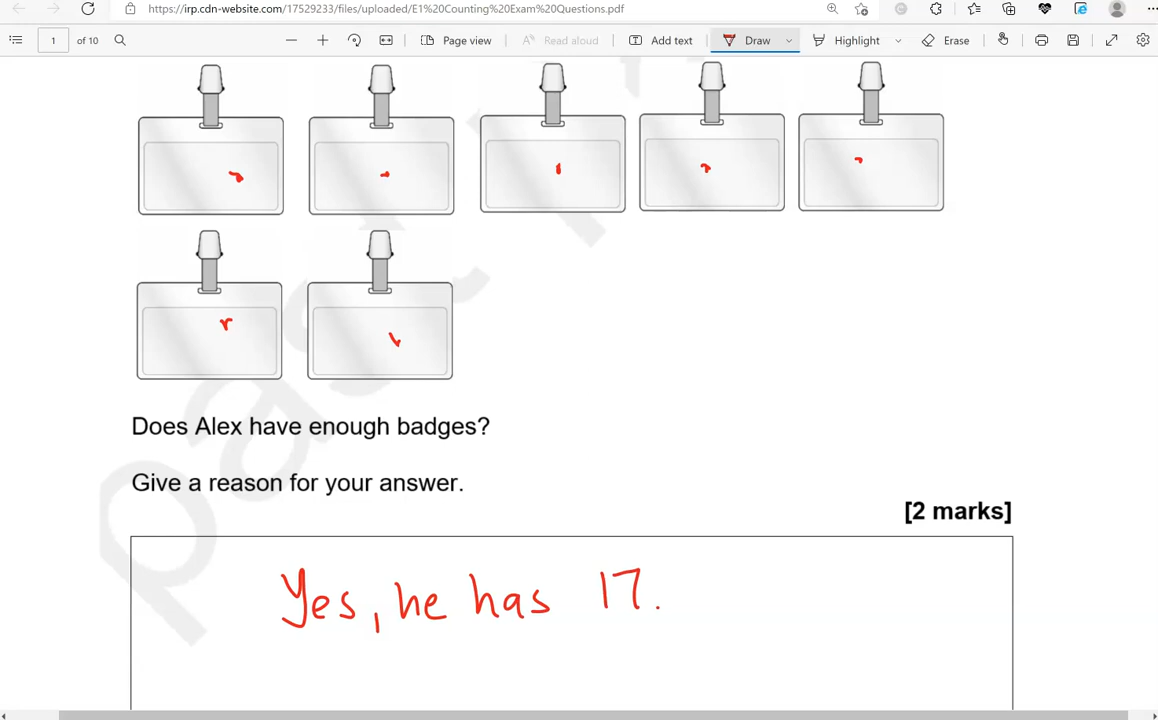 https://irp.cdn-website.com/17529233/files/uploaded/E1%20Counting%20Exam%20Questions.pdf
1 of 10
Page view
Read aloud
Add text
Draw
Highlight
Erase
Does Alex have enough badges?
Give a reason for your answer.
[2 marks]
Yes, he has 17.